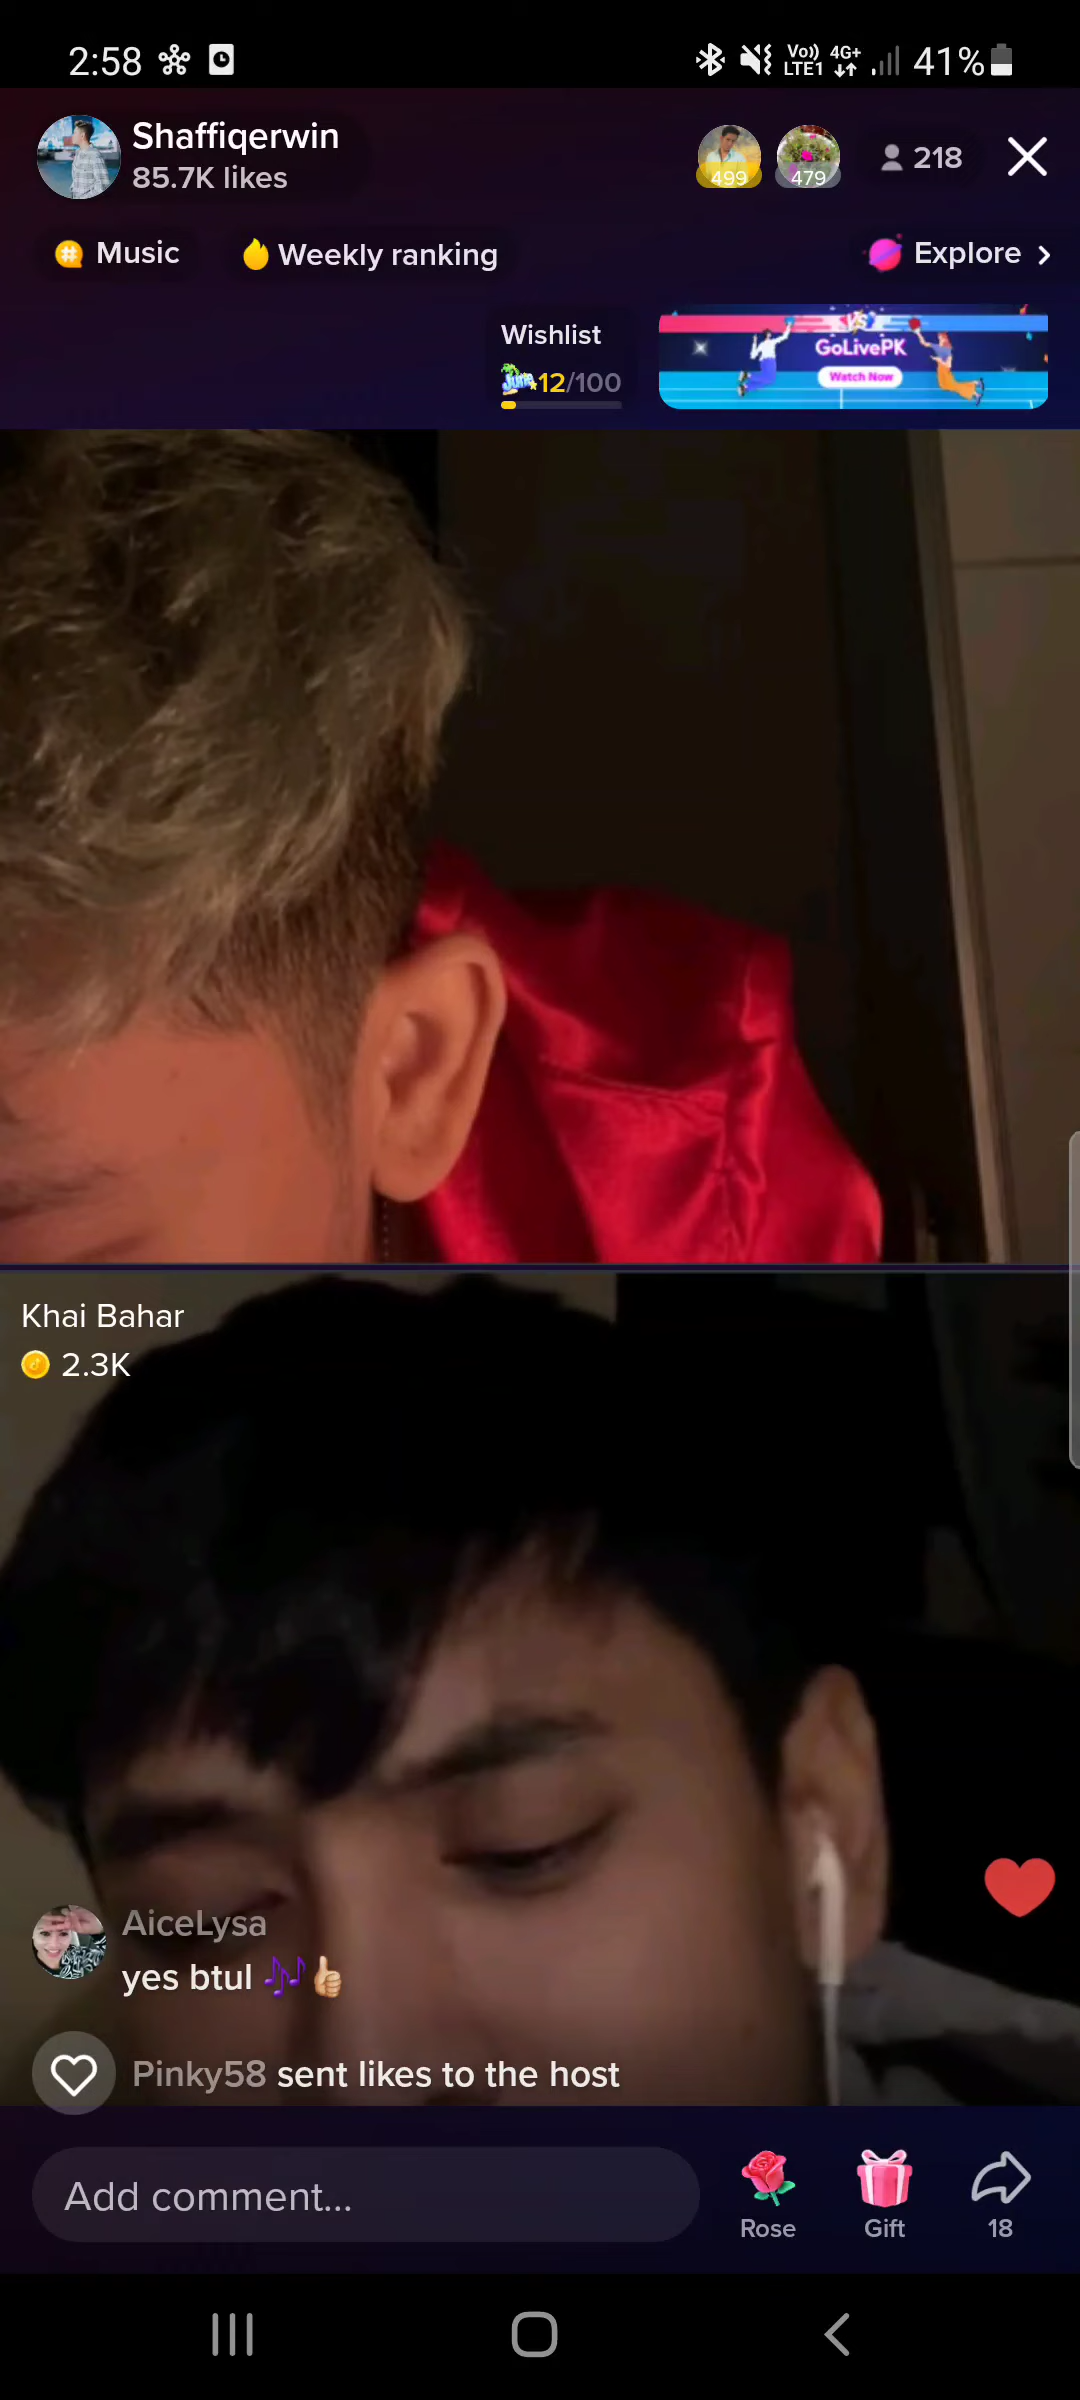 2:58
Vo)) LTE1 4G+ 41%
Shaffiqerwin
85.7K likes
499
479
218
Music
Weekly ranking
Explore
Wishlist
June 12/100
VS
GoLivePK
Watch Now
Khai Bahar
2.3K
AiceLysa
yes btul 🎶👍🏻
Pinky58 sent likes to the host
Add comment...
Rose
Gift
18